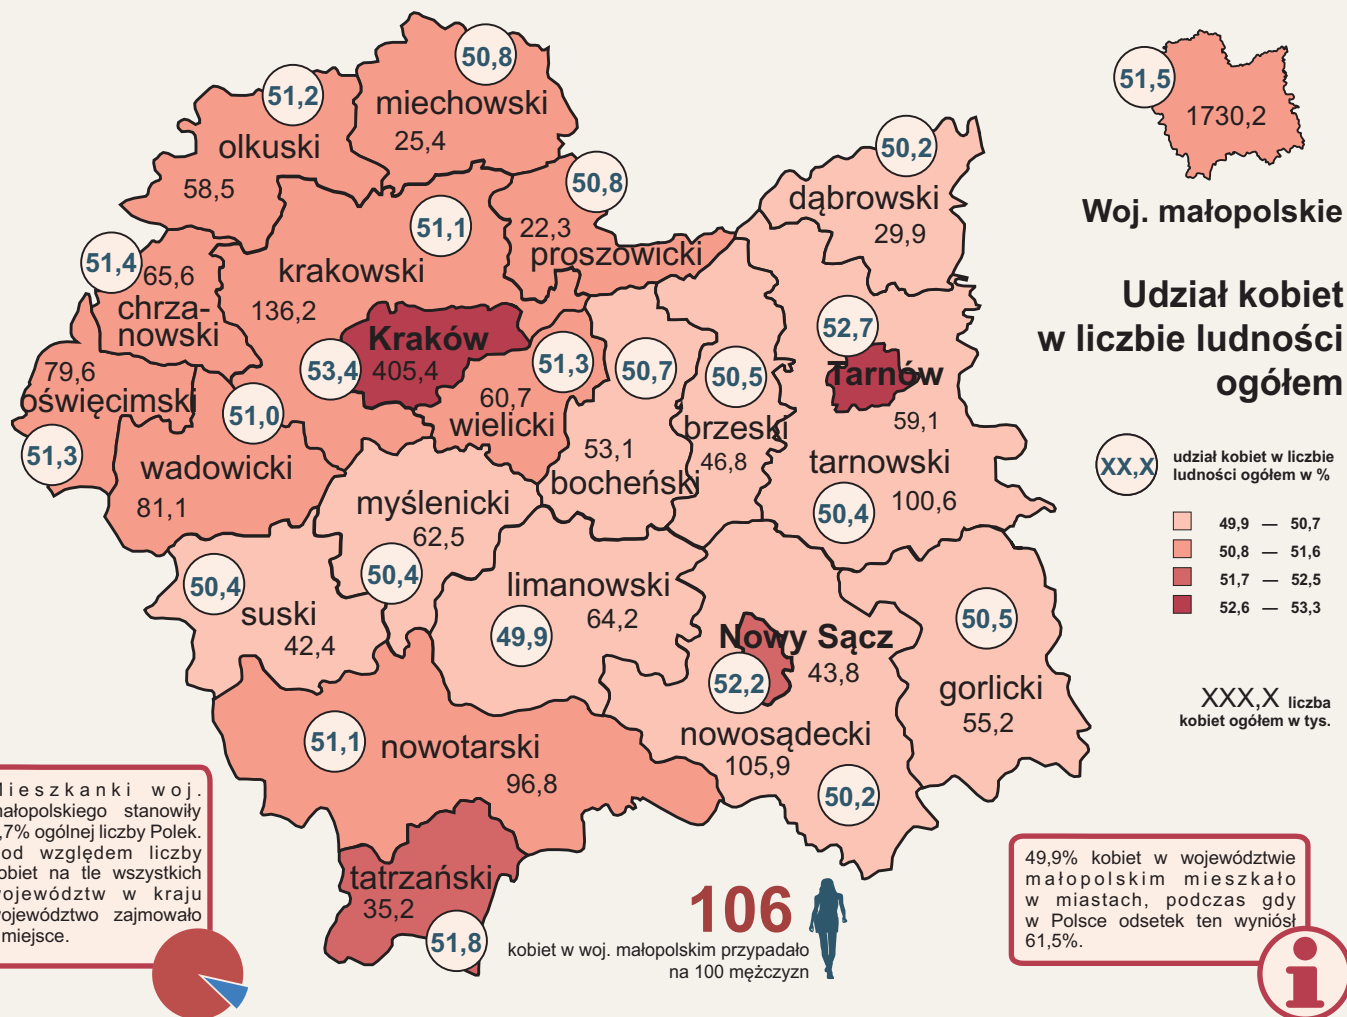 50,8
miechowski
25,4
51,2
olkuski
58,5
51,5
1730,2
Woj. małopolskie
50,2
dąbrowski
29,9
50,8
22,3
proszowicki
51,1
krakowski
136,2
51,4
65,6
chrza-
nowski
Udział kobiet
w liczbie ludności
ogółem
Kraków
405,4
53,4
51,3
60,7
wielicki
50,7
53,1
bocheński
50,5
brzeski
46,8
52,7
Tarnów
59,1
tarnowski
100,6
50,4
79,6
oświęcimski
51,3
51,0
wadowicki
81,1
XX,X
udział kobiet w liczbie
ludności ogółem w %
49,9 — 50,7
50,8 — 51,6
51,7 — 52,5
52,6 — 53,3
myślenicki
62,5
50,4
50,4
suski
42,4
limanowski
64,2
49,9
Nowy Sącz
43,8
52,2
nowosądecki
105,9
50,2
50,5
gorlicki
55,2
XXX,X liczba
kobiet ogółem w tys.
51,1
nowotarski
96,8
tatrzański
35,2
51,8
woj.
stanowiły
,7% ogólnej liczby Polek.
względem liczby
na tle wszystkich
w kraju
zajmowało
miejsce.
106
kobiet w woj. małopolskim przypadało
na 100 mężczyzn
49,9% kobiet w województwie
małopolskim mieszkało
w miastach, podczas gdy
w Polsce odsetek ten wyniósł
61,5%.
i